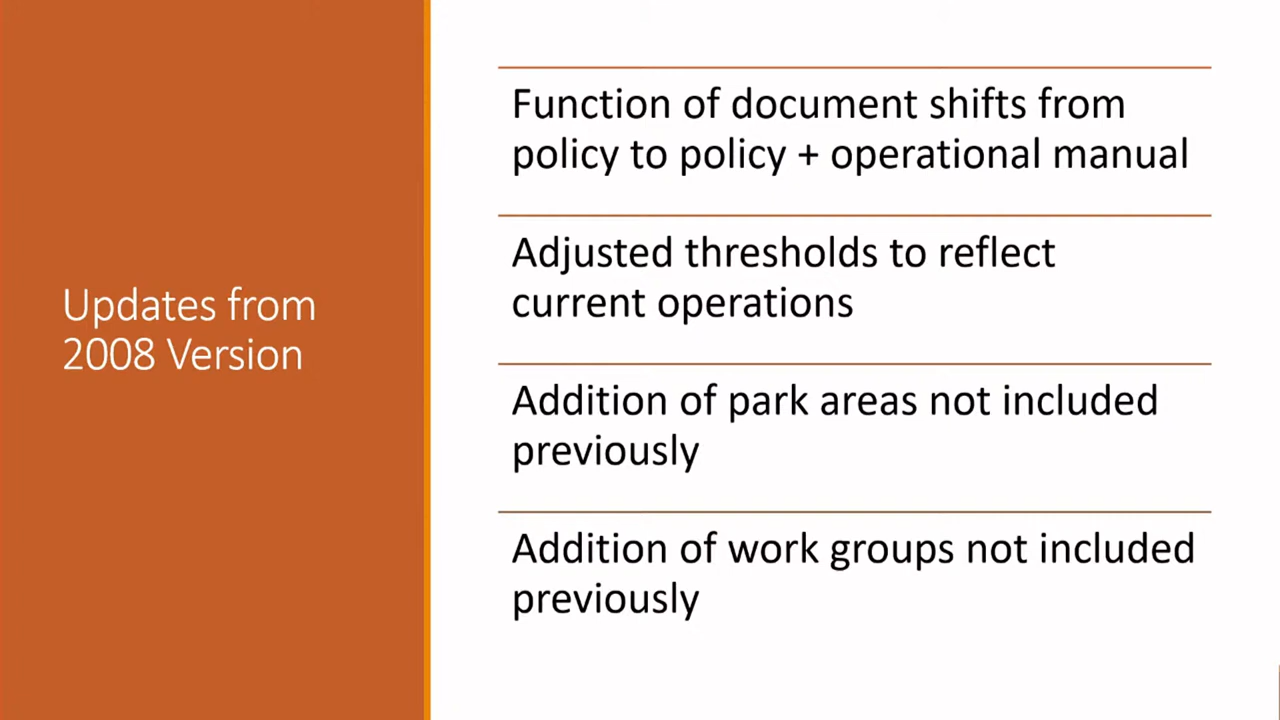 Updates from
2008 Version
Function of document shifts from
policy to policy + operational manual
Adjusted thresholds to reflect
current operations
Addition of park areas not included
previously
Addition of work groups not included
previously